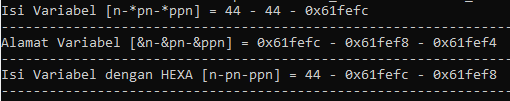 Isi Variabel [n-*pn-*ppn] = 44 - 44 - 0x61fefc
--------------------------------------------------------------
Alamat Variabel [&n-&pn-&ppn] = 0x61fefc - 0x61fef8 - 0x61fef4
--------------------------------------------------------------
Isi Variabel dengan HEXA [n-pn-ppn] = 44 - 0x61fefc - 0x61fef8
--------------------------------------------------------------